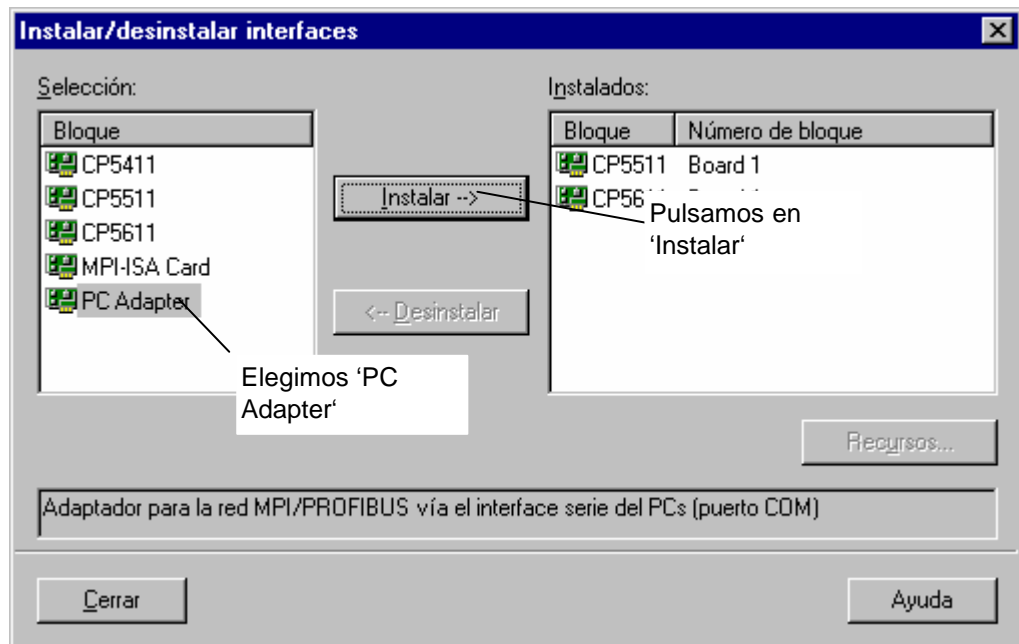 Instalar/desinstalar interfaces
Selección:
Bloque
CP5411
CP5511
CP5611
MPI-ISA Card
PC Adapter
Instalar -->
<-- Desinstalar
Instalados:
Bloque Número de bloque
CP5511 Board 1
CP56
Pulsamos en
‘Instalar‘
Elegimos ‘PC
Adapter‘
Recursos...
Adaptador para la red MPI/PROFIBUS vía el interface serie del PCs (puerto COM)
Cerrar
Ayuda